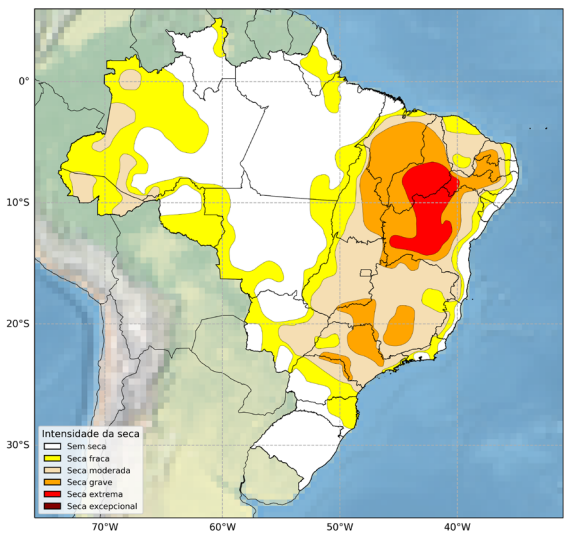 0°
10°S
20°S
30°S
Intensidade da seca
Sem seca
Seca fraca
Seca moderada
Seca grave
Seca extrema
Seca excepcional
70°W 60°W 50°W 40°W